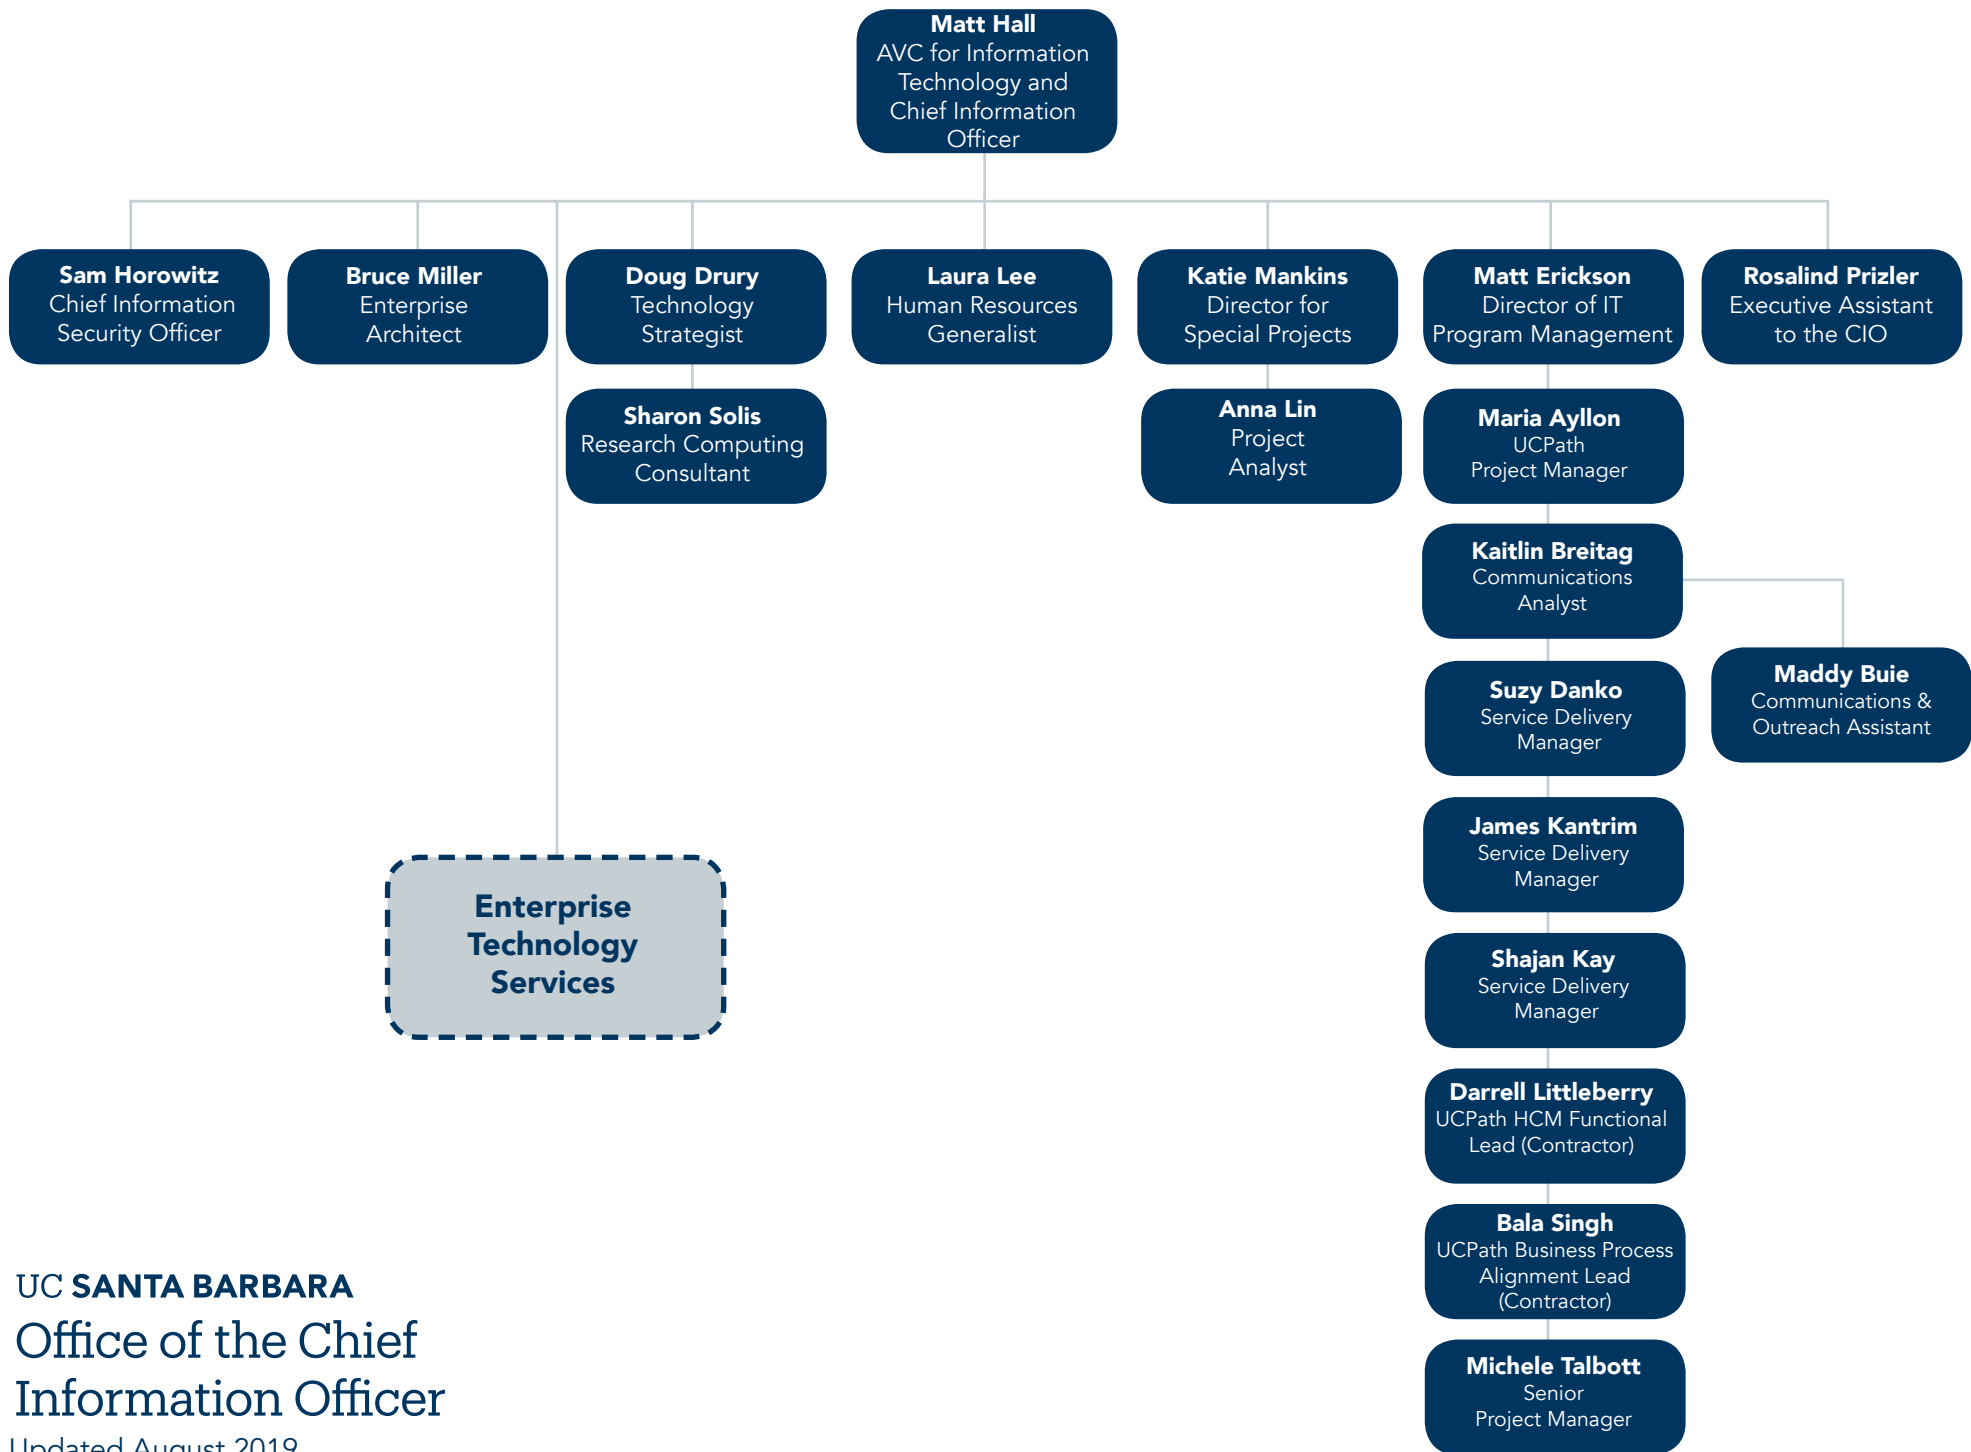 Matt Hall
AVC for Information
Technology and
Chief Information
Officer
Sam Horowitz
Chief Information
Security Officer
Bruce Miller
Enterprise
Architect
Doug Drury
Technology
Strategist
Laura Lee
Human Resources
Generalist
Katie Mankins
Director for
Special Projects
Matt Erickson
Director of IT
Program Management
Rosalind Prizler
Executive Assistant
to the CIO
Sharon Solis
Research Computing
Consultant
Anna Lin
Project
Analyst
Maria Ayllon
UCPath
Project Manager
Kaitlin Breitag
Communications
Analyst
Maddy Buie
Communications &
Outreach Assistant
Suzy Danko
Service Delivery
Manager
James Kantrim
Service Delivery
Manager
Enterprise
Technology
Services
Shajan Kay
Service Delivery
Manager
Darrell Littleberry
UCPath HCM Functional
Lead (Contractor)
Bala Singh
UCPath Business Process
Alignment Lead
(Contractor)
Michele Talbott
Senior
Project Manager
UC SANTA BARBARA
Office of the Chief
Information Officer
Updated August 2019